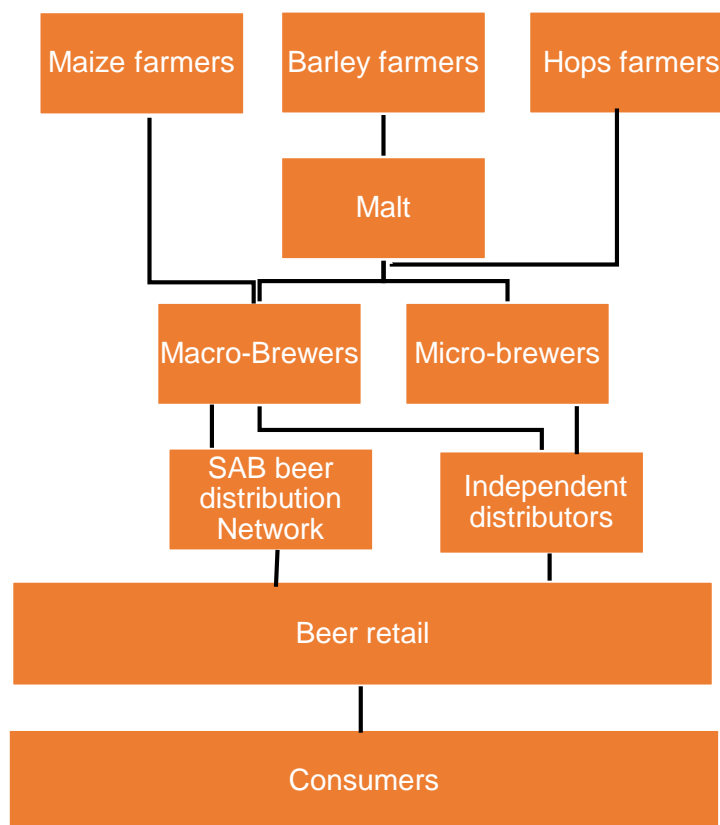 Maize farmers
Barley farmers
Hops farmers
Malt
Macro-Brewers
Micro-brewers
SAB beer
distribution
Network
Independent
distributors
Beer retail
Consumers